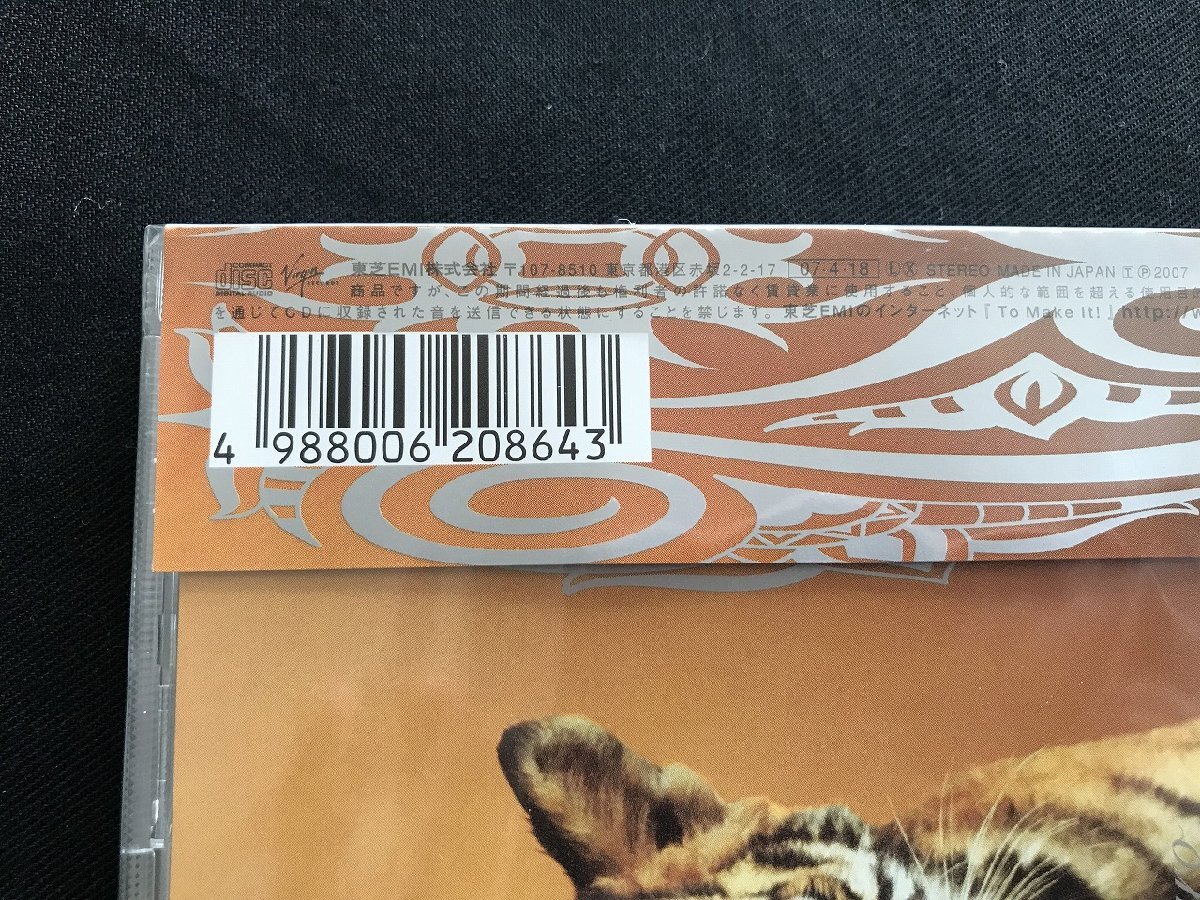 disc
DIGITAL AUDIO
Virgin
東芝EMI株式会社 〒107-8510 東京都港区赤坂2-2-17 07・4・18 Ⓛ Ⓧ STEREO MADE IN JAPAN Ⓣ Ⓟ 2007
商品ですが、この期間経過後も権利者の許諾なく賃貸業に使用すること、個人的な範囲を超える使用
を通じてCDに収録された音を送信できる状態にすることを禁じます。東芝EMIのインターネット『To Make It!』http://w
4 988006 208643